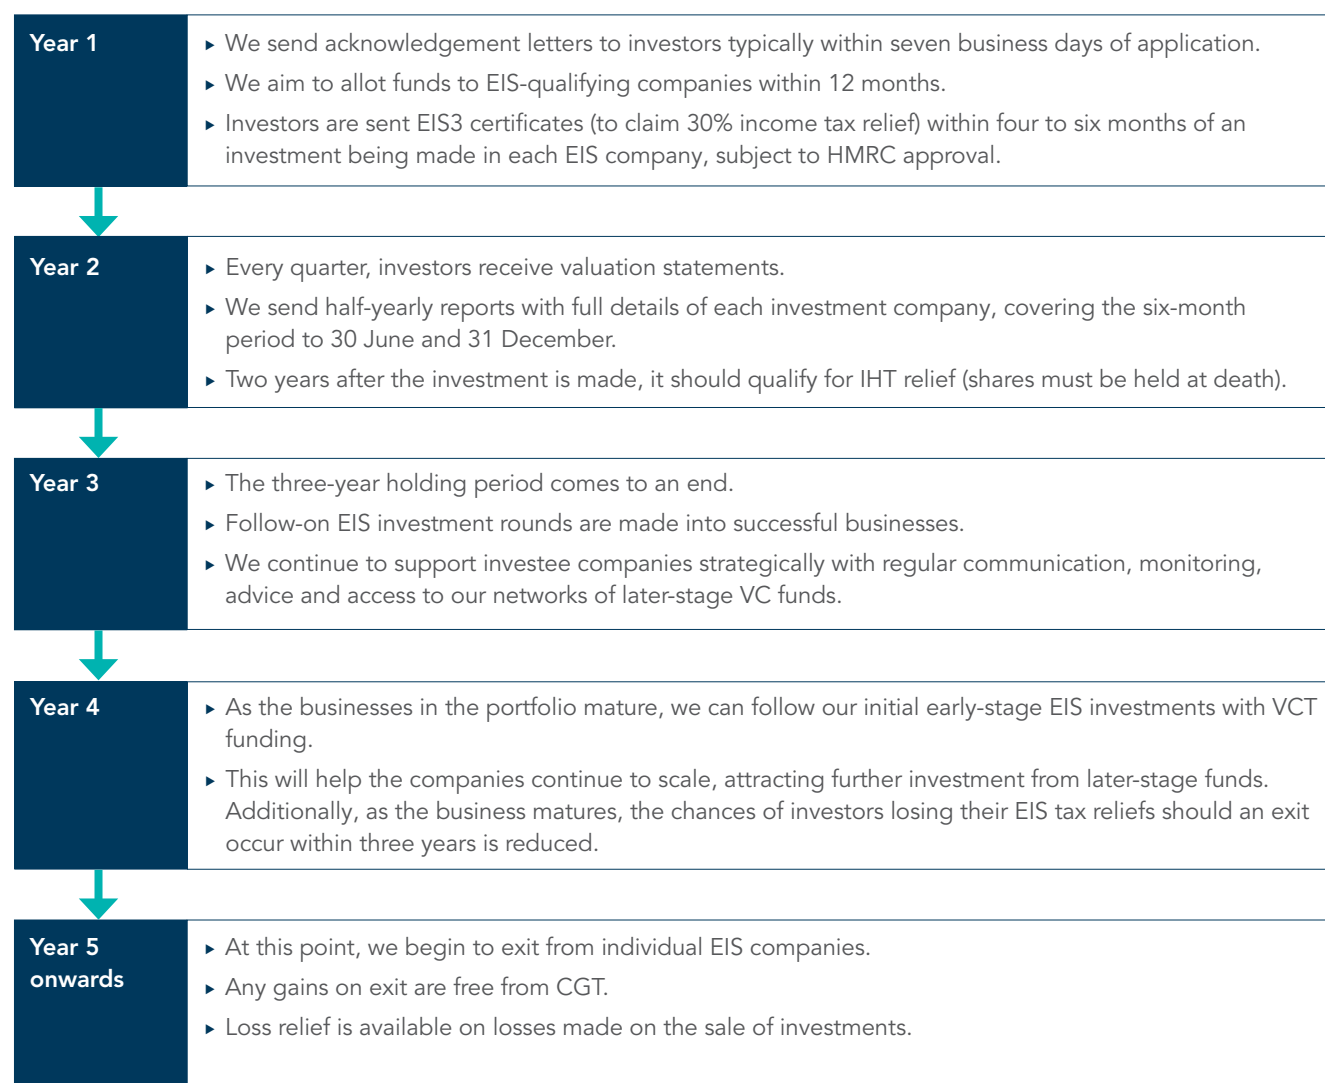 Year 1
▸ We send acknowledgement letters to investors typically within seven business days of application.
▸ We aim to allot funds to EIS-qualifying companies within 12 months.
▸ Investors are sent EIS3 certificates (to claim 30% income tax relief) within four to six months of an
investment being made in each EIS company, subject to HMRC approval.
Year 2
▸ Every quarter, investors receive valuation statements.
▸ We send half-yearly reports with full details of each investment company, covering the six-month
period to 30 June and 31 December.
▸ Two years after the investment is made, it should qualify for IHT relief (shares must be held at death).
Year 3
▸ The three-year holding period comes to an end.
▸ Follow-on EIS investment rounds are made into successful businesses.
▸ We continue to support investee companies strategically with regular communication, monitoring,
advice and access to our networks of later-stage VC funds.
Year 4
▸ As the businesses in the portfolio mature, we can follow our initial early-stage EIS investments with VCT
funding.
▸ This will help the companies continue to scale, attracting further investment from later-stage funds.
Additionally, as the business matures, the chances of investors losing their EIS tax reliefs should an exit
occur within three years is reduced.
Year 5
onwards
▸ At this point, we begin to exit from individual EIS companies.
▸ Any gains on exit are free from CGT.
▸ Loss relief is available on losses made on the sale of investments.